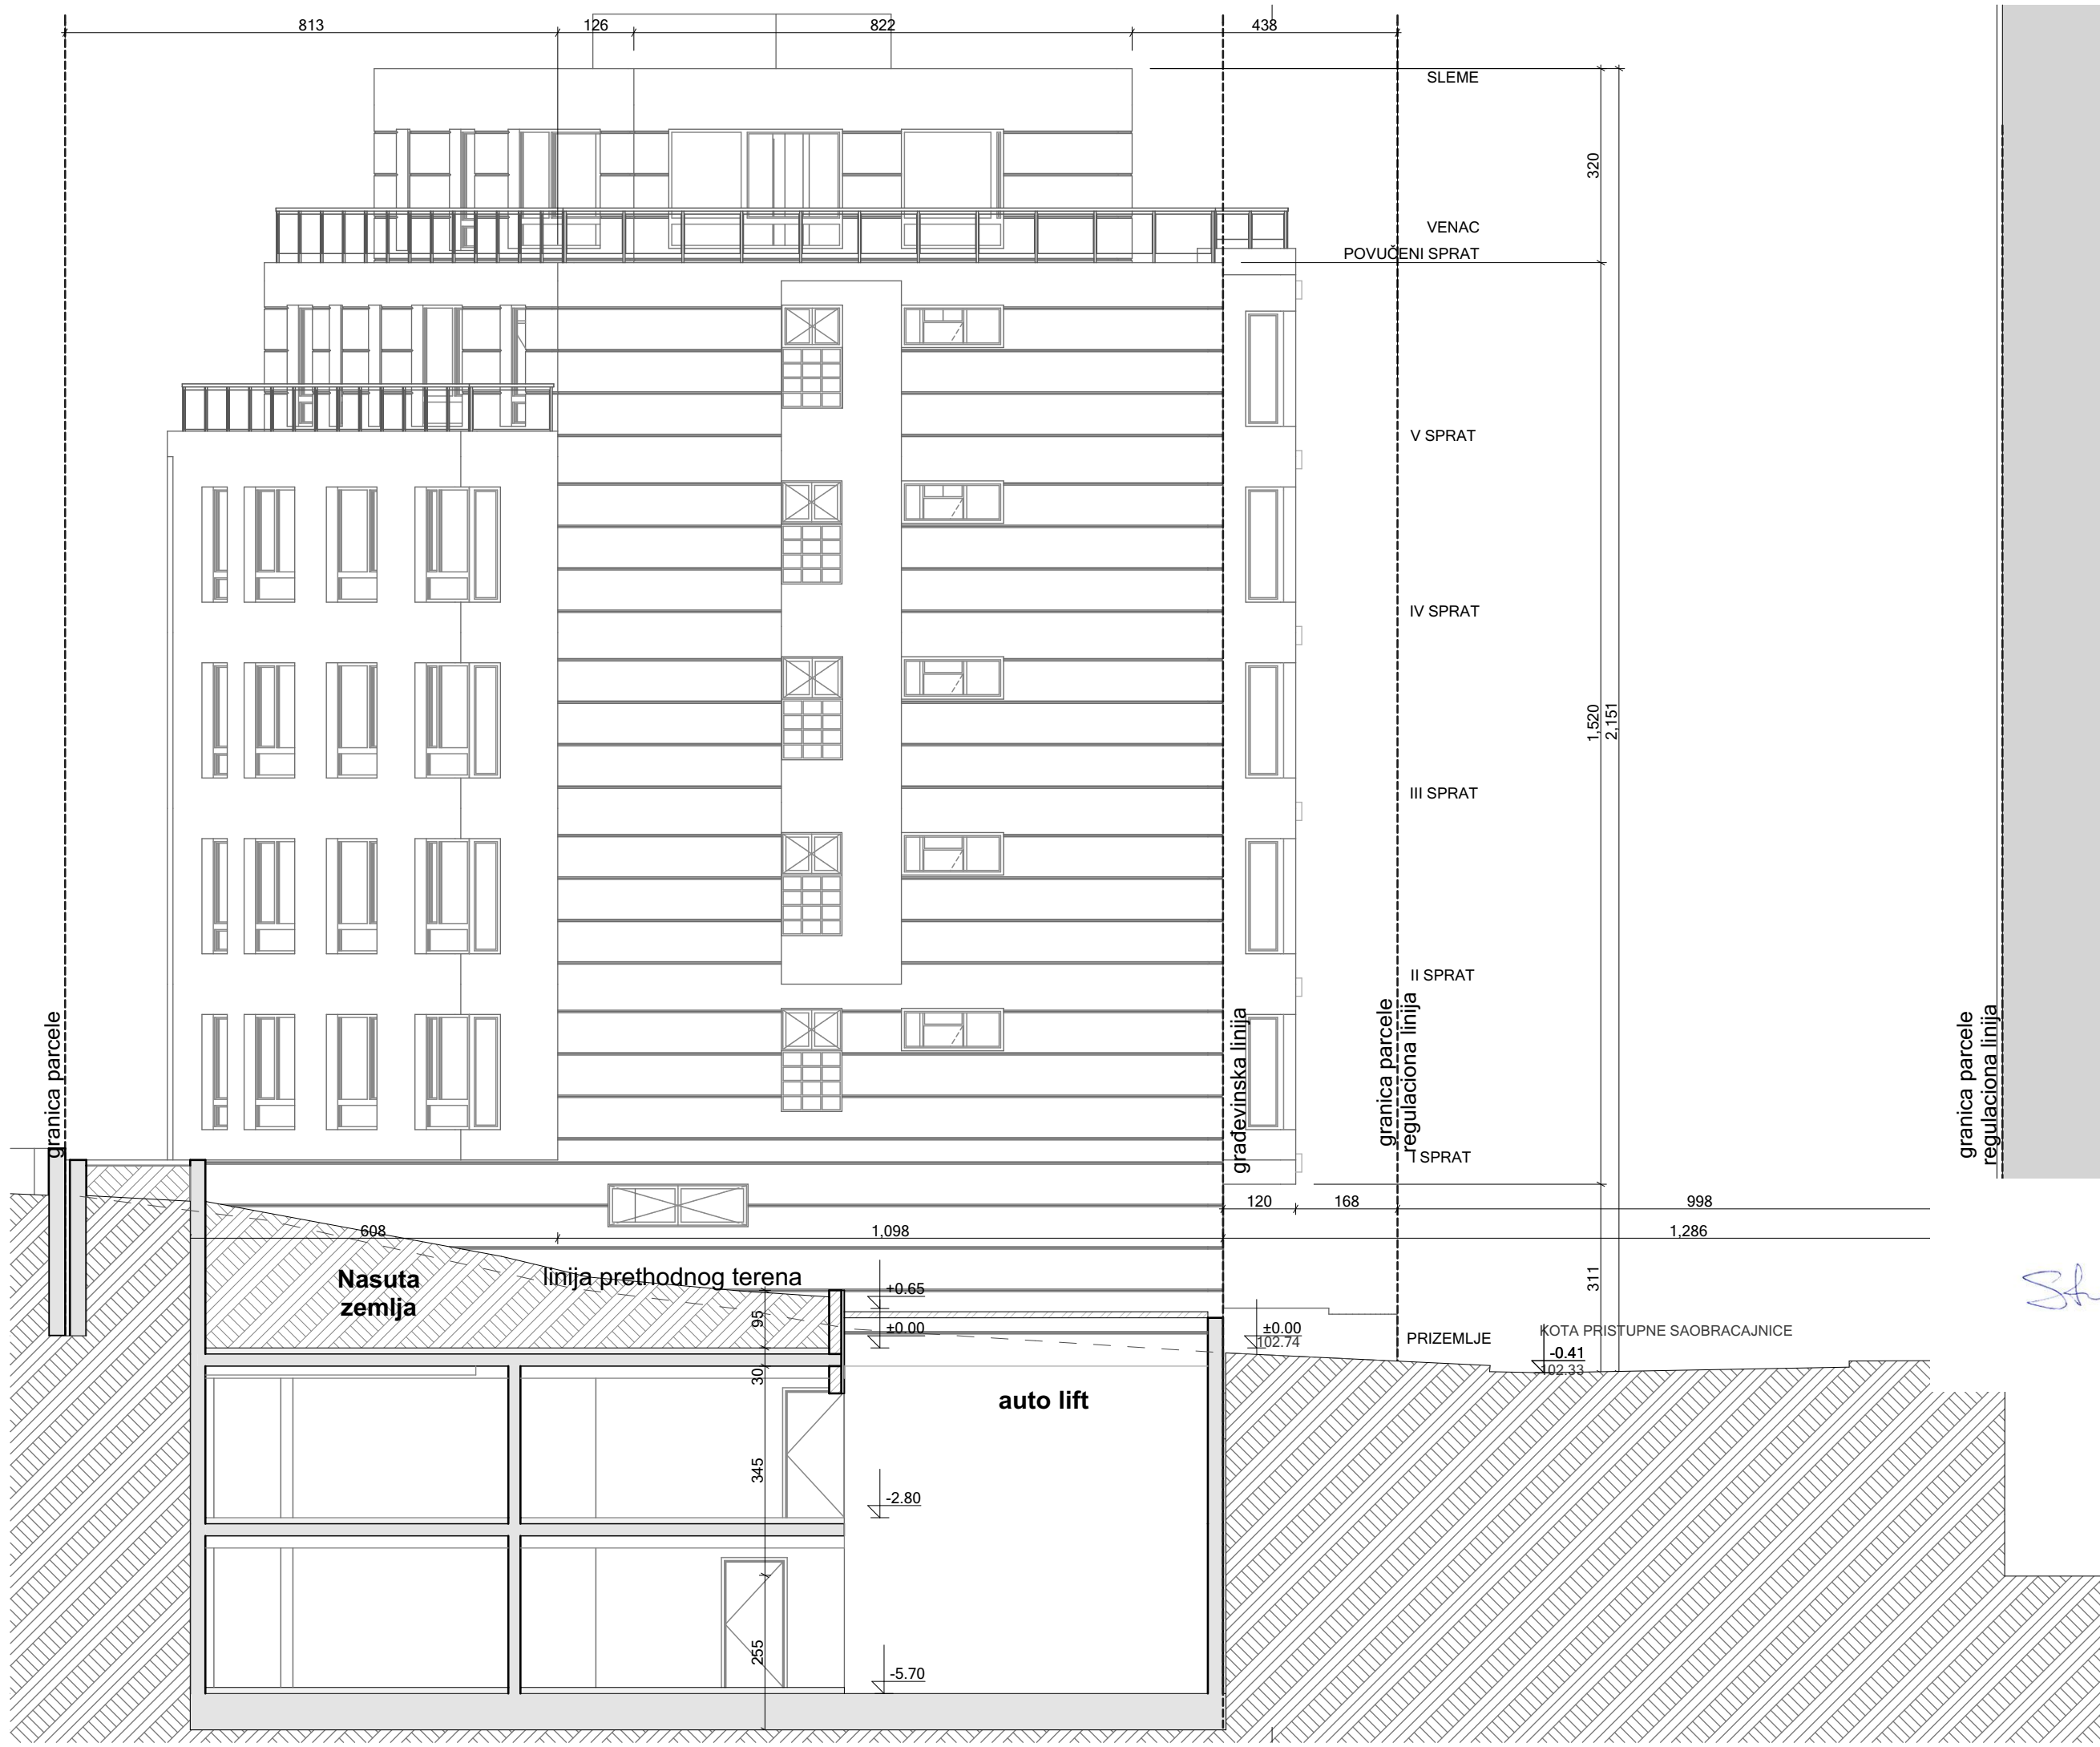 813
126
822
438
SLEME
320
VENAC
POVUČENI SPRAT
V SPRAT
IV SPRAT
1,520
2,151
III SPRAT
II SPRAT
granica parcele
građevinska linija
granica parcele
regulaciona linija
granica parcele
regulaciona linija
I SPRAT
120
168
998
608
1,098
1,286
Nasuta
zemlja
linija prethodnog terena
+0.65
311
95
±0.00
±0.00
102.74
PRIZEMLJE
KOTA PRISTUPNE SAOBRACAJNICE
-0.41
102.33
30
auto lift
345
-2.80
255
-5.70